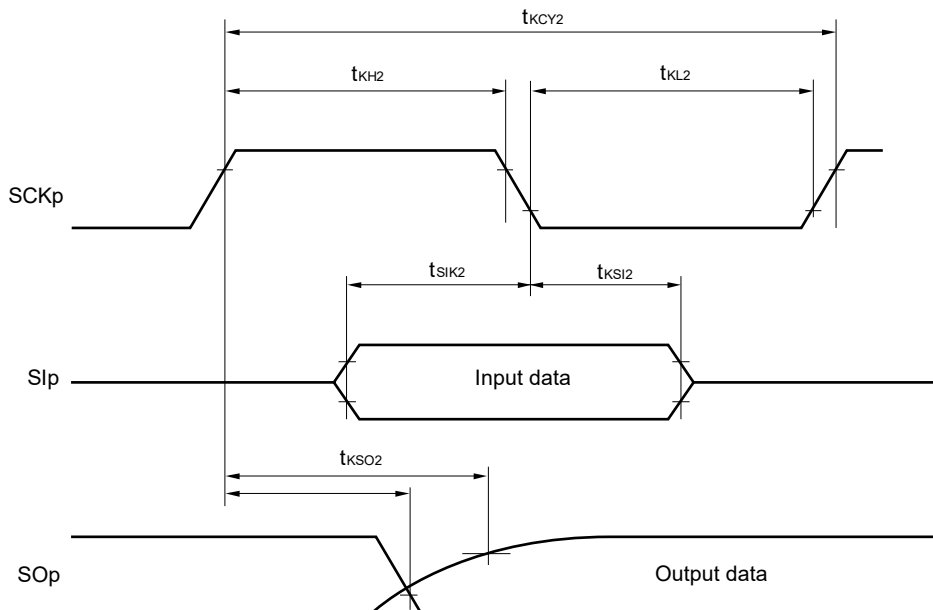 tKCY2
tKH2
tKL2
SCKp
tSIK2
tKSI2
SIp
Input data
tKSO2
SOp
Output data